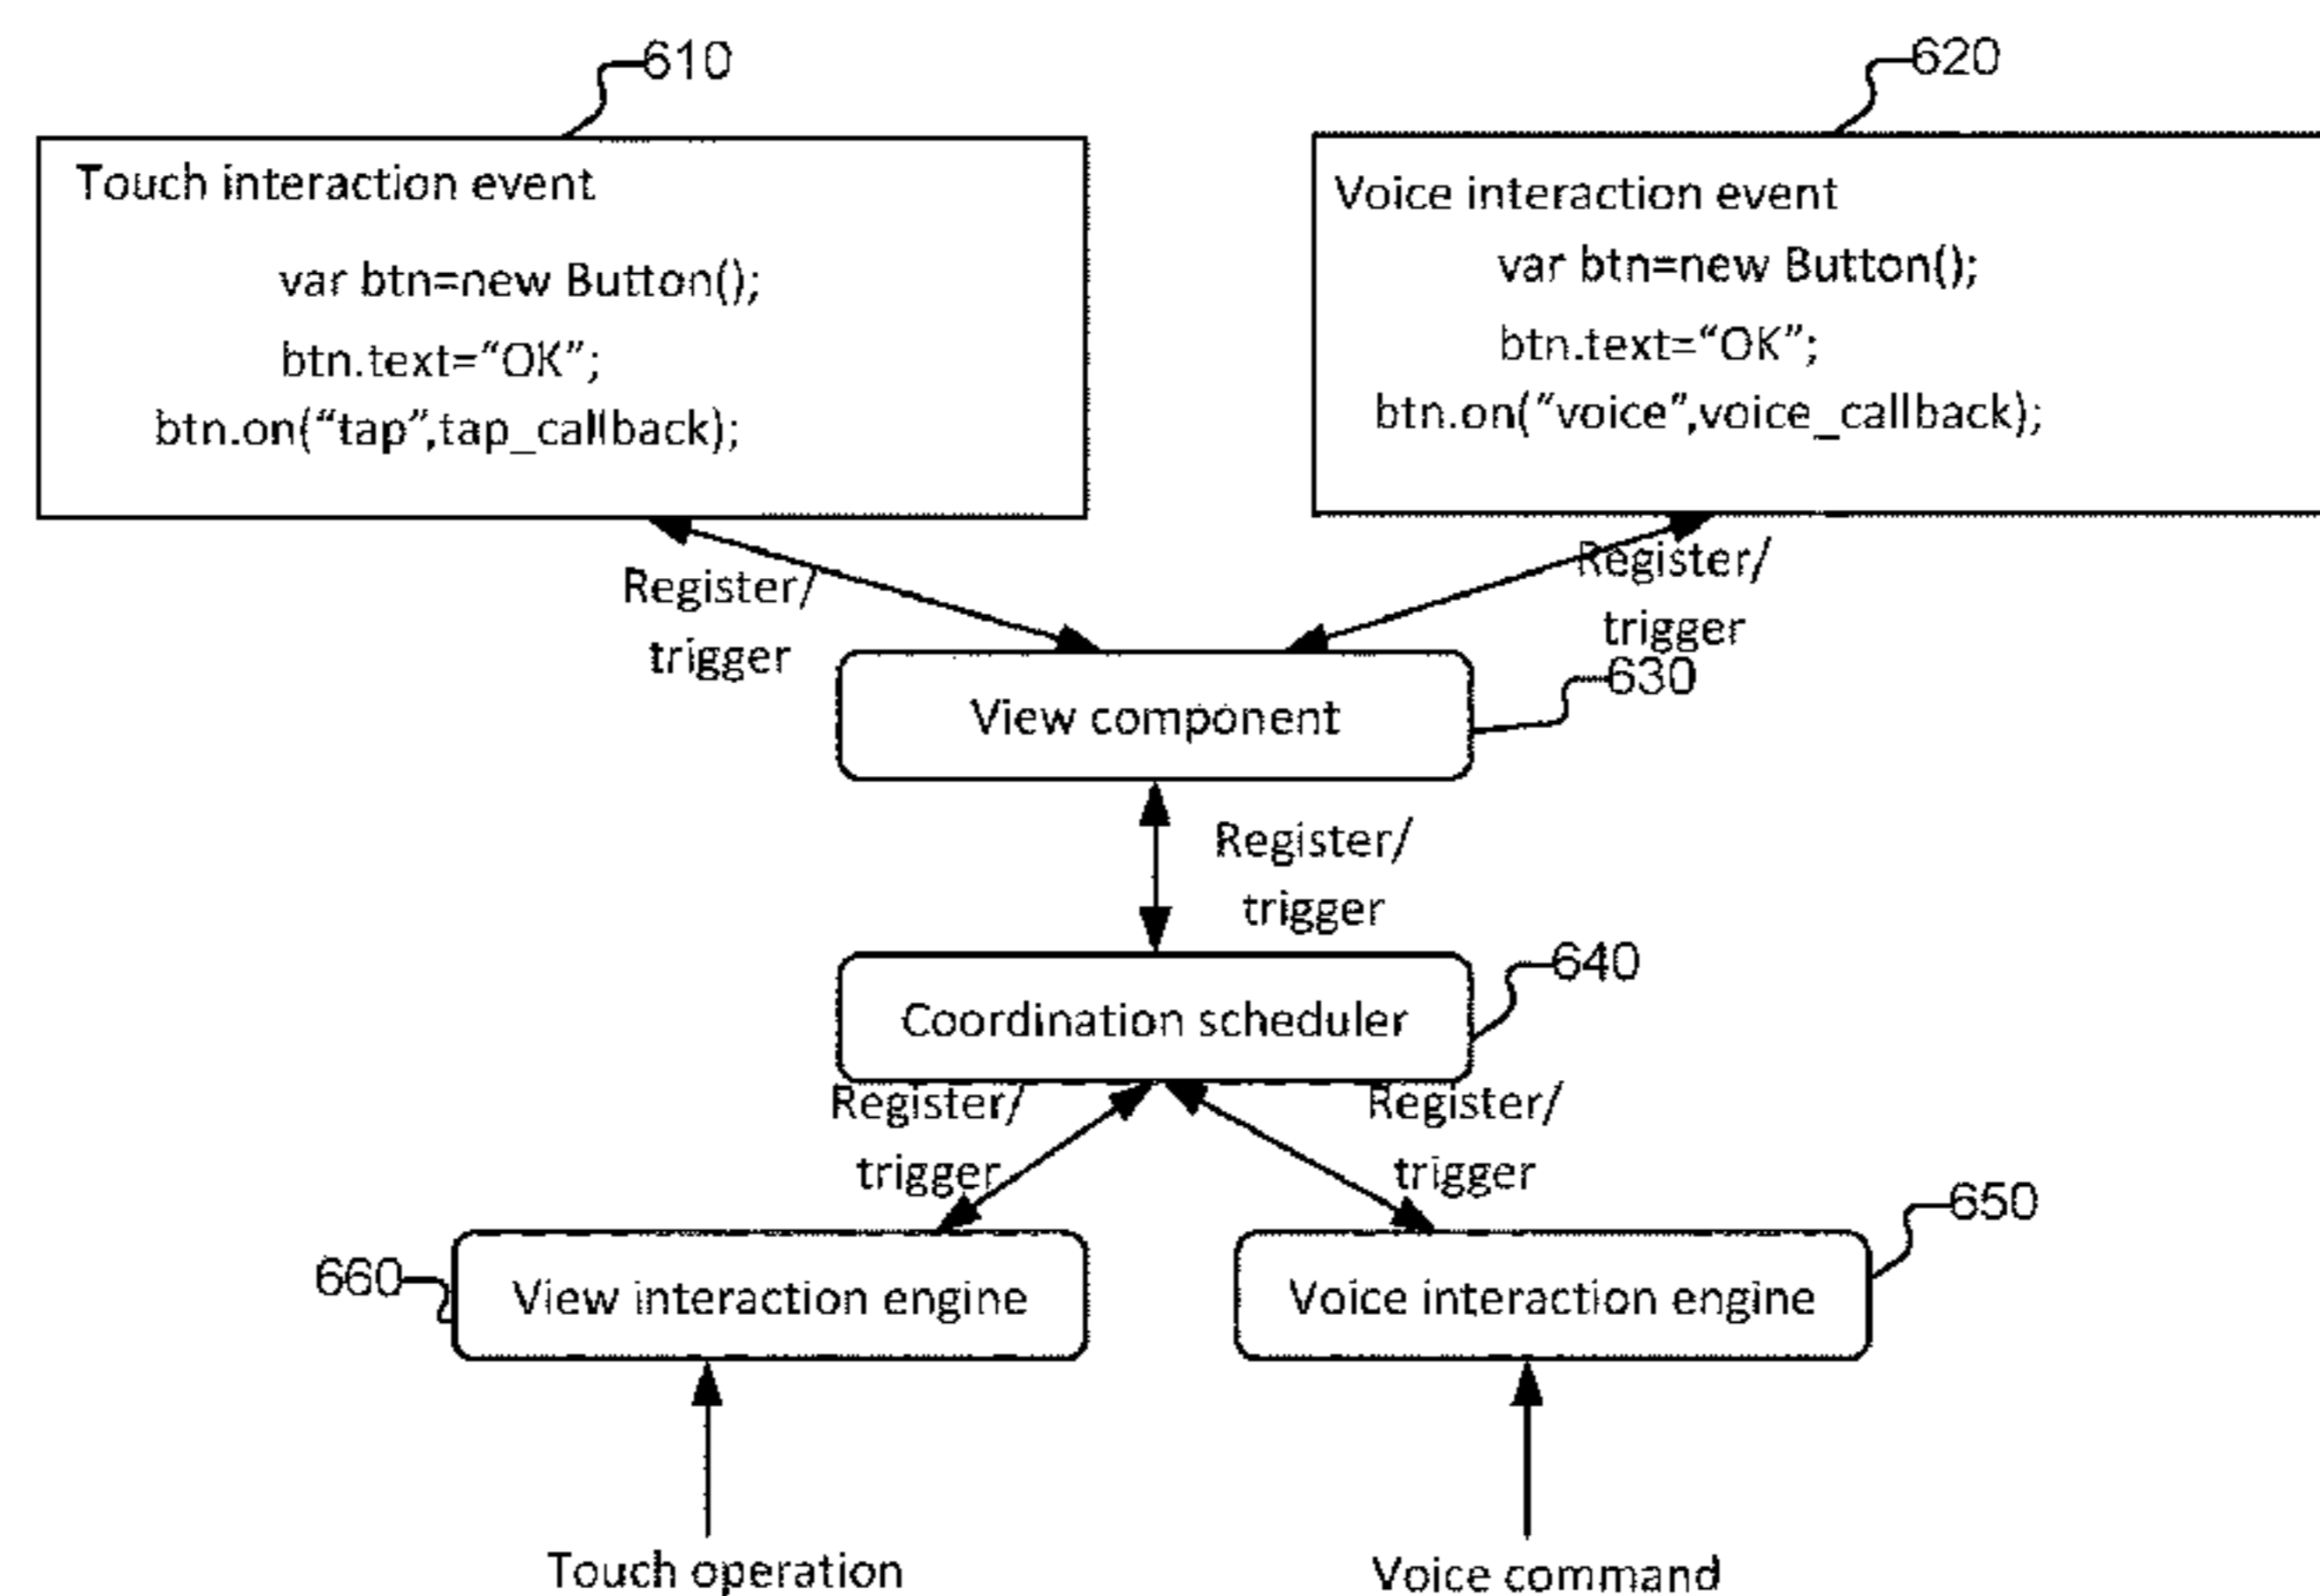 610
620
Touch interaction event
var btn=new Button();
btn.text=“OK”;
btn.on(“tap”,tap_callback);
Voice interaction event
var btn=new Button();
btn.text=“OK”;
btn.on(“voice”,voice_callback);
Register/
trigger
Register/
trigger
630
View component
Register/
trigger
640
Coordination scheduler
Register/
trigger
Register/
trigger
650
660
View interaction engine
Voice interaction engine
Touch operation
Voice command